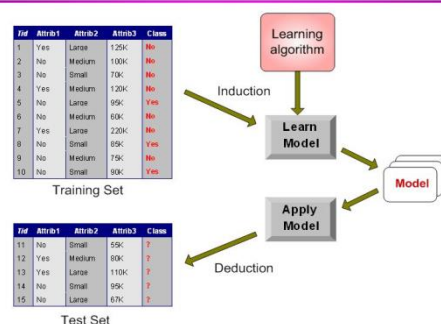 Tid Attrib1 Attrib2 Attrib3 Class
1 Yes Large 125K No
2 No Medium 100K No
3 No Small 70K No
4 Yes Medium 120K No
5 No Large 95K Yes
6 No Medium 60K No
7 Yes Large 220K No
8 No Small 85K Yes
9 No Medium 75K No
10 No Small 90K Yes
Training Set
Learning
algorithm
Induction
Learn
Model
Model
Apply
Model
Deduction
Tid Attrib1 Attrib2 Attrib3 Class
11 No Small 55K ?
12 Yes Medium 80K ?
13 Yes Large 110K ?
14 No Small 95K ?
15 No Large 67K ?
Test Set